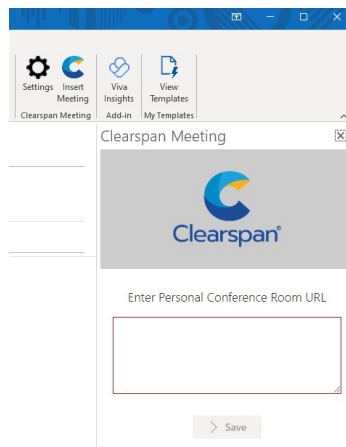 Settings
Insert
Meeting
Viva
Insights
View
Templates
Clearspan Meeting
Add-in
My Templates
Clearspan Meeting
Clearspan®
Enter Personal Conference Room URL
Save